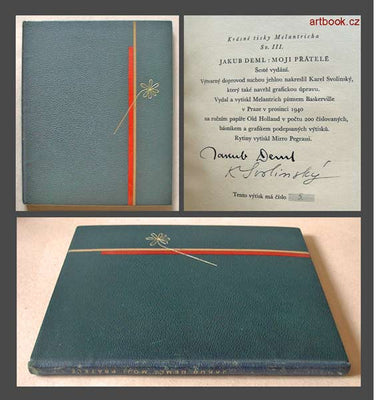 artbook.cz
Knižní tisky Melantricha
Sv. III.
JAKUB DEML: MOJI PŘÁTELÉ
Šesté vydání.
Výtvarný doprovod suchou jehlou nakreslil Karel Svolinský,
který také navrhl grafickou úpravu.
Vydal a vytiskl Melantrich písmem Baskerville
v Praze v prosinci 1940
na ručním papíře Old Holland v počtu 200 číslovaných,
básníkem a grafikem podepsaných výtisků.
Rytiny vytiskl Mirro Pegrassi.
Jakub Deml
K Svolinský
Tento výtisk má číslo 5.
JAKUB DEML MOJI PŘÁTELÉ